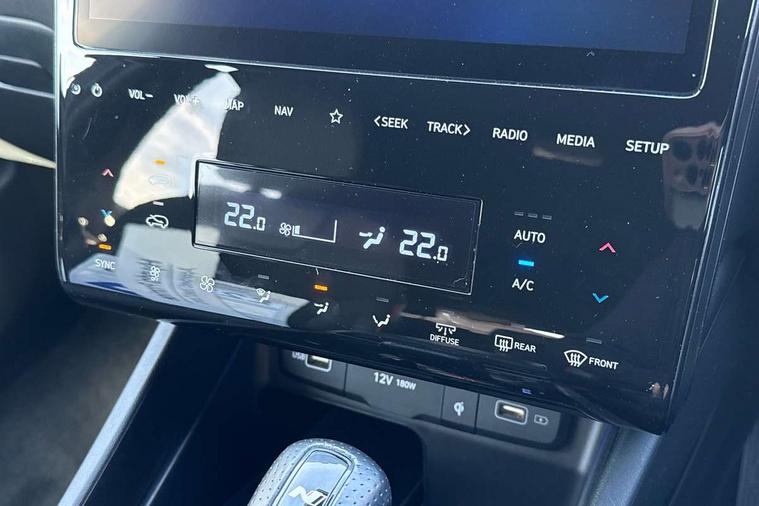 VOL− VOL+ MAP NAV ☆ <SEEK TRACK> RADIO MEDIA SETUP
22.0 22.0
AUTO
A/C
SYNC
DIFFUSE REAR FRONT
USB 12V 180W
N